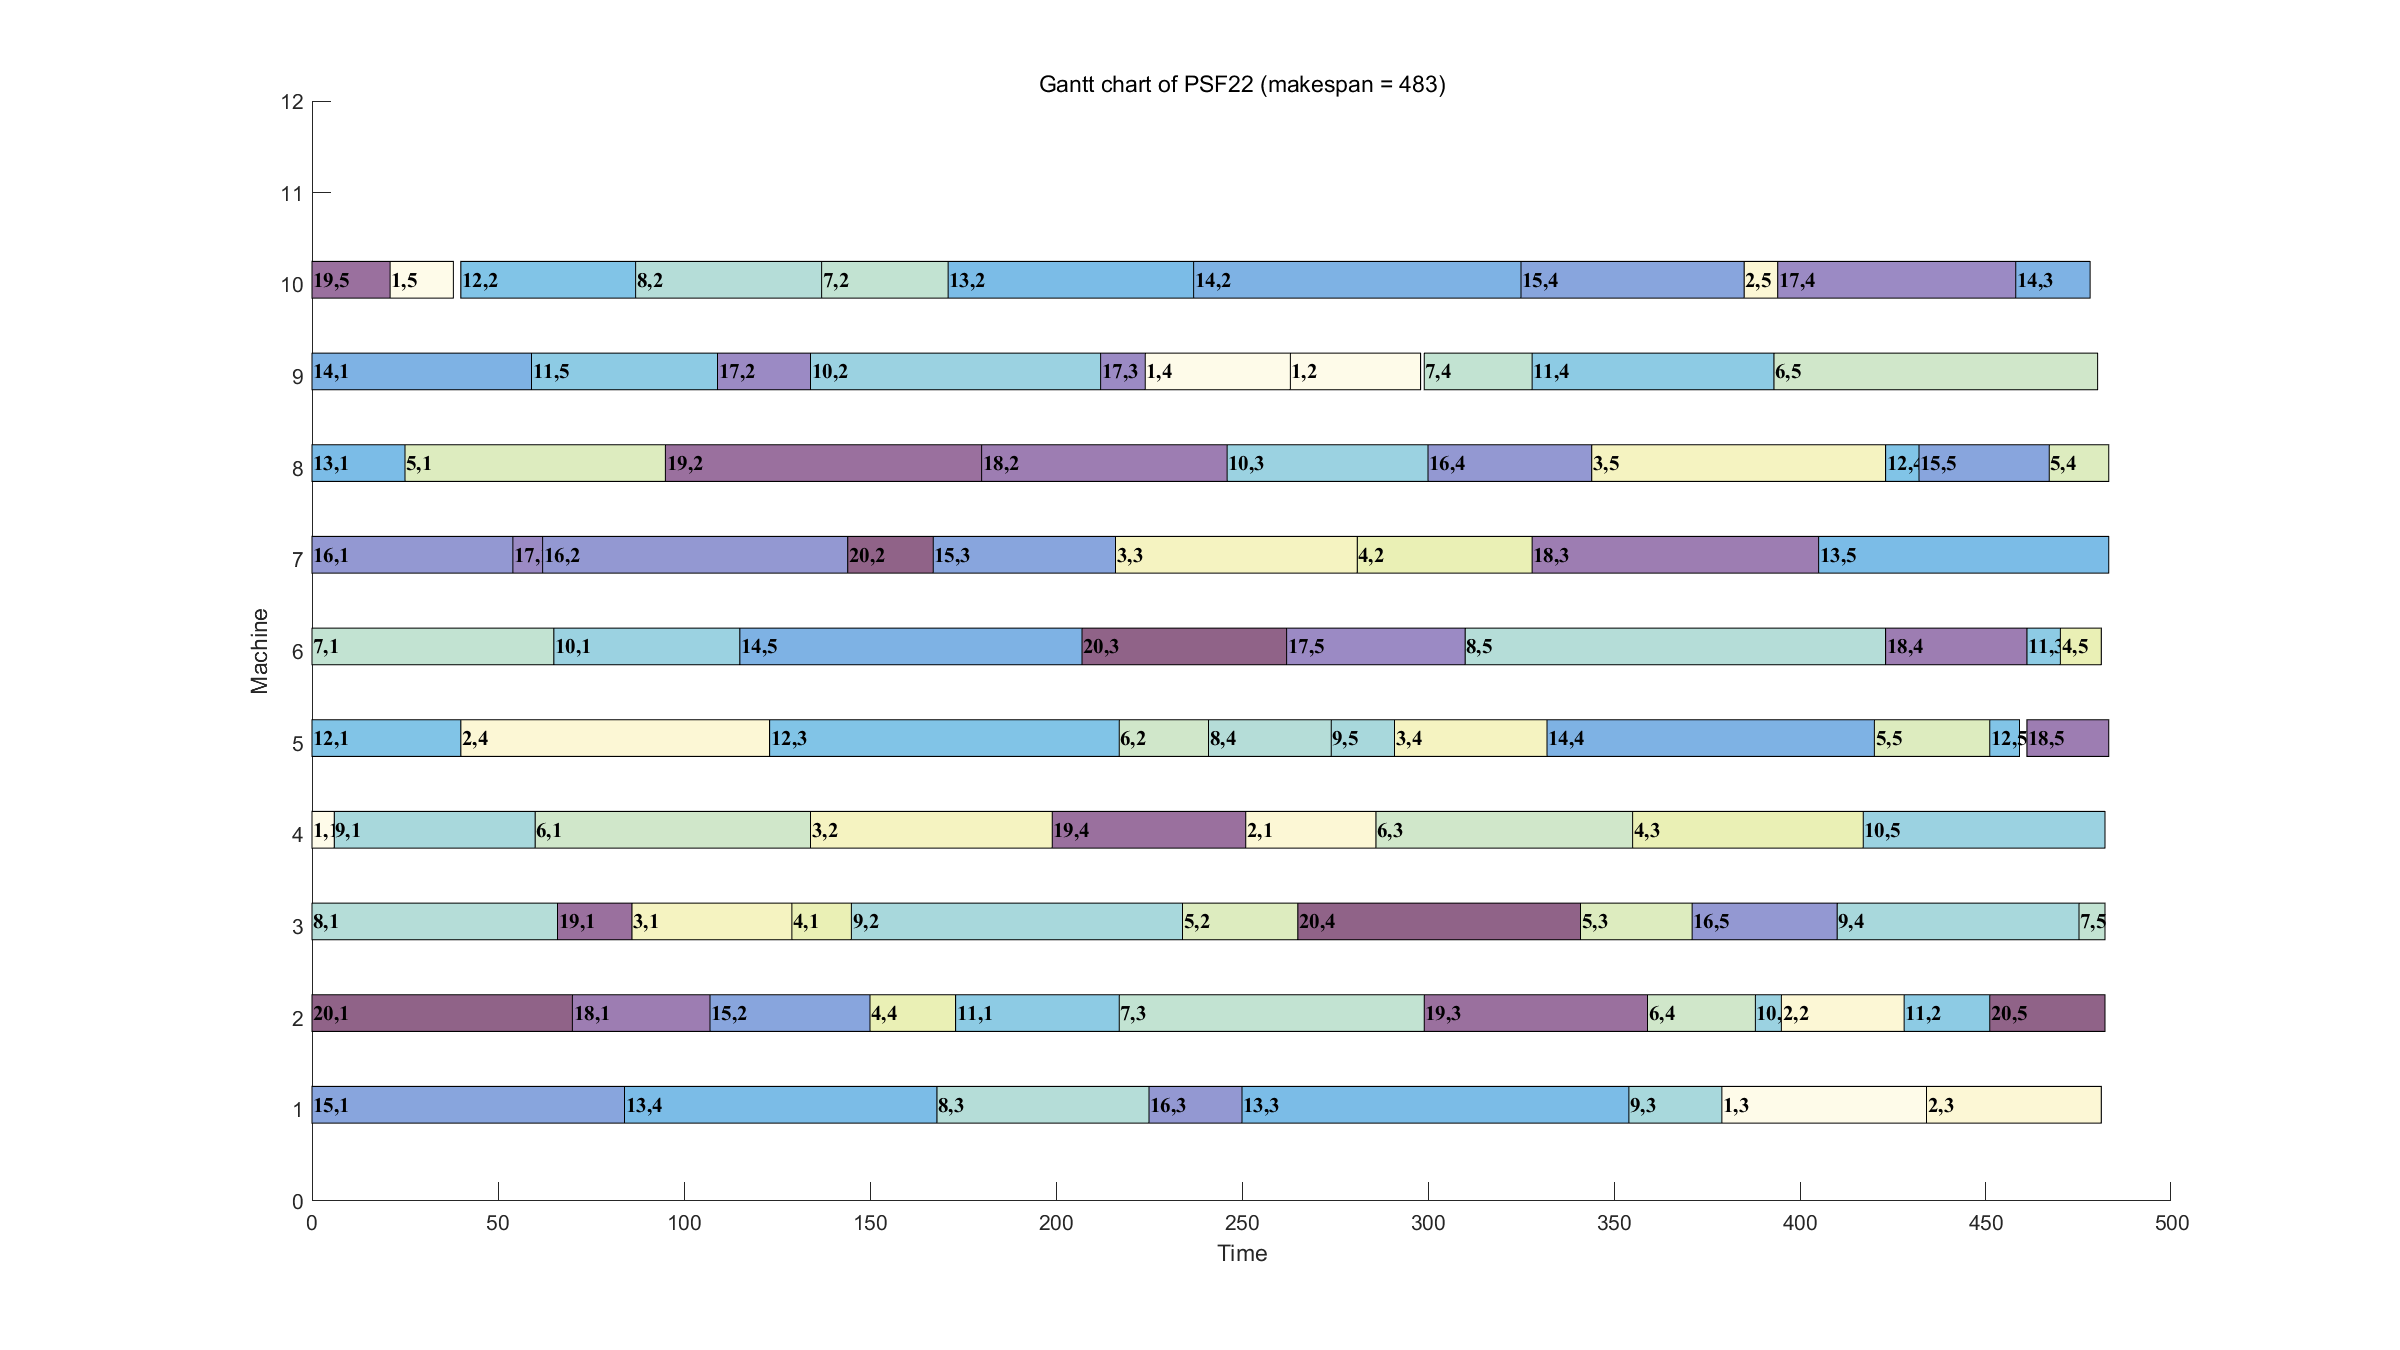 Gantt chart of PSF22 (makespan = 483)
12
11
10 19,5 1,5 12,2 8,2 7,2 13,2 14,2 15,4 2,5 17,4 14,3
9 14,1 11,5 17,2 10,2 17,3 1,4 1,2 7,4 11,4 6,5
8 13,1 5,1 19,2 18,2 10,3 16,4 3,5 12,4 15,5 5,4
7 16,1 17, 16,2 20,2 15,3 3,3 4,2 18,3 13,5
6 7,1 10,1 14,5 20,3 17,5 8,5 18,4 11,3 4,5
5 12,1 2,4 12,3 6,2 8,4 9,5 3,4 14,4 5,5 12,5 18,5
4 1,1 9,1 6,1 3,2 19,4 2,1 6,3 4,3 10,5
3 8,1 19,1 3,1 4,1 9,2 5,2 20,4 5,3 16,5 9,4 7,5
2 20,1 18,1 15,2 4,4 11,1 7,3 19,3 6,4 10, 2,2 11,2 20,5
1 15,1 13,4 8,3 16,3 13,3 9,3 1,3 2,3
0
0 50 100 150 200 250 300 350 400 450 500
Time
Machine